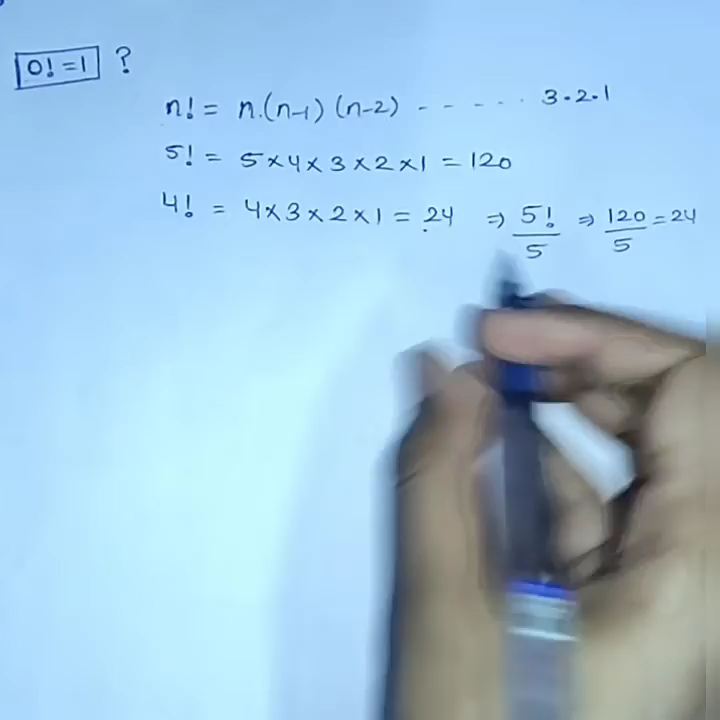 0! = 1 ?
n! = n.(n-1) (n-2) - - - - - . 3.2.1
5! = 5 × 4 × 3 × 2 × 1 = 120
4! = 4 × 3 × 2 × 1 = 24 ⇒ 5!/5 ⇒ 120/5 = 24